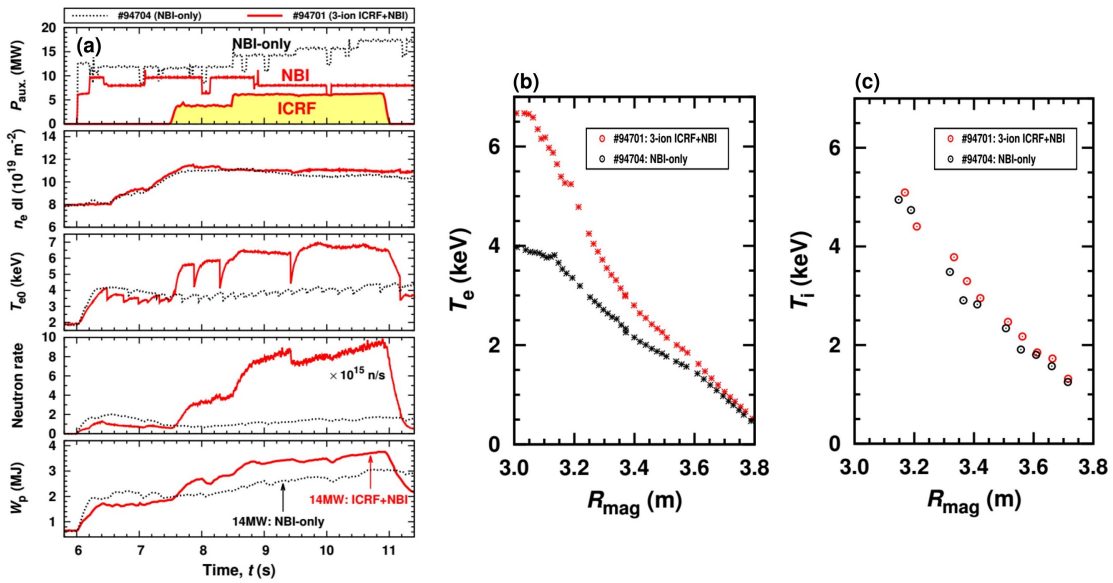 #94704 (NBI-only) #94701 (3-ion ICRF+NBI)
(a)
NBI-only
NBI
ICRF
P_aux. (MW)
20
15
10
5
0
n_e dl (10^19 m^-2)
14
12
10
8
6
T_e0 (keV)
7
6
5
4
3
2
1
Neutron rate
10
8
6
4
2
0
× 10^15 n/s
W_p (MJ)
4
3
2
1
14MW: ICRF+NBI
14MW: NBI-only
6 7 8 9 10 11
Time, t (s)
(b)
#94701: 3-ion ICRF+NBI
#94704: NBI-only
T_e (keV)
8
6
4
2
0
3.0 3.2 3.4 3.6 3.8
R_mag (m)
(c)
#94701: 3-ion ICRF+NBI
#94704: NBI-only
T_i (keV)
8
6
4
2
0
3.0 3.2 3.4 3.6 3.8
R_mag (m)